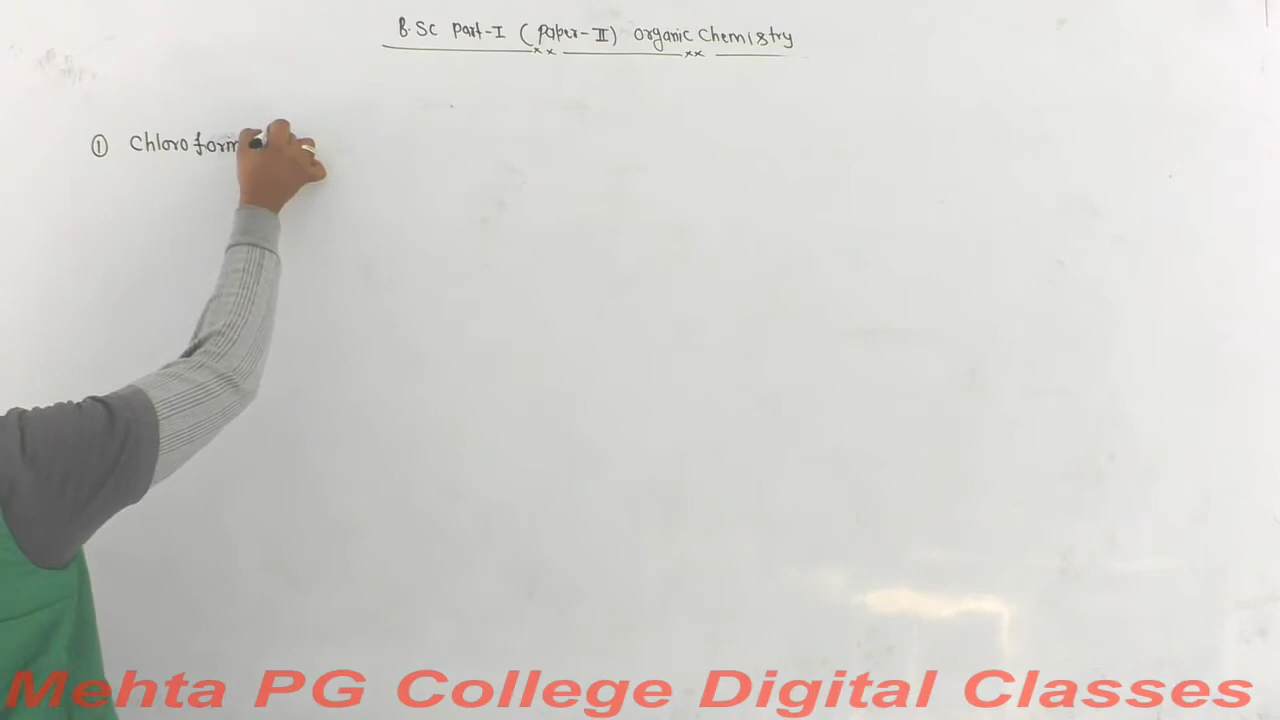 B.Sc Part-I (Paper-II) Organic Chemistry
① Chloroform
Mehta PG College Digital Classes